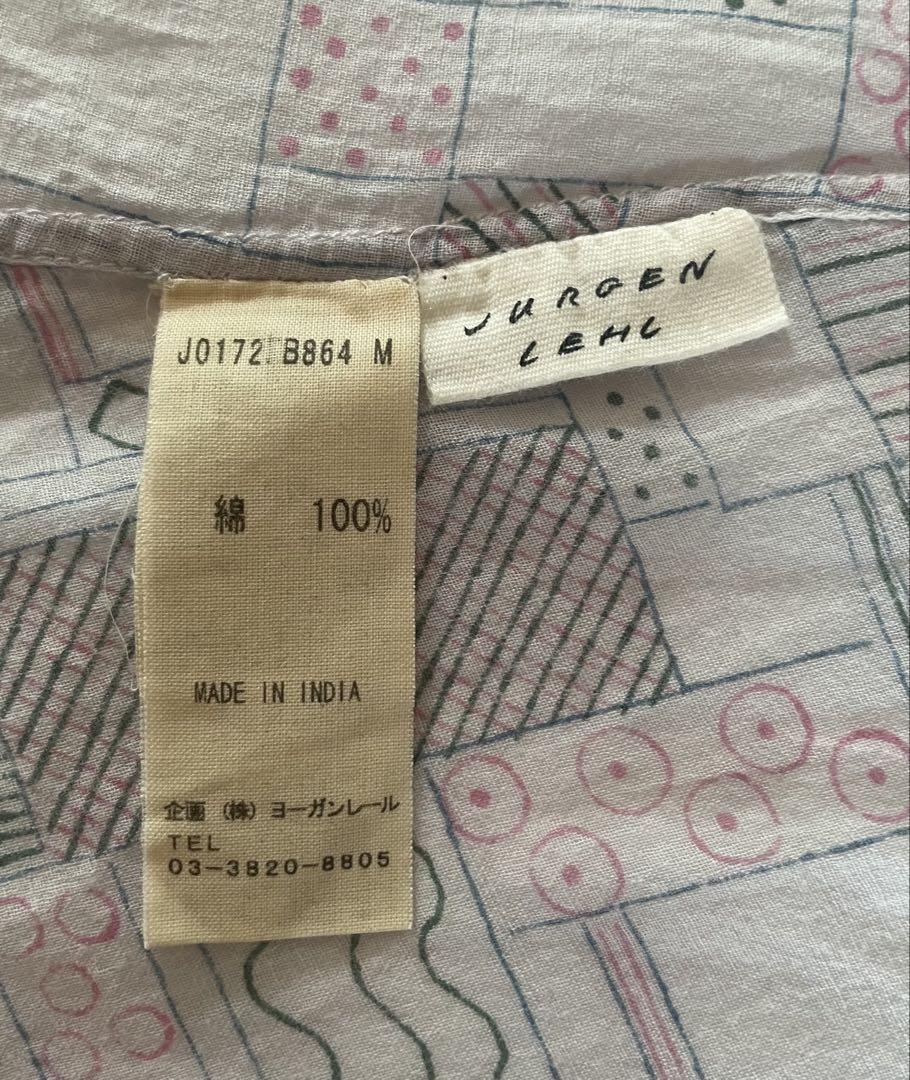 JURGEN
LEHL
J0172 B864 M
綿 100%
MADE IN INDIA
企画 (株) ヨーガンレール
TEL
03-3820-8805